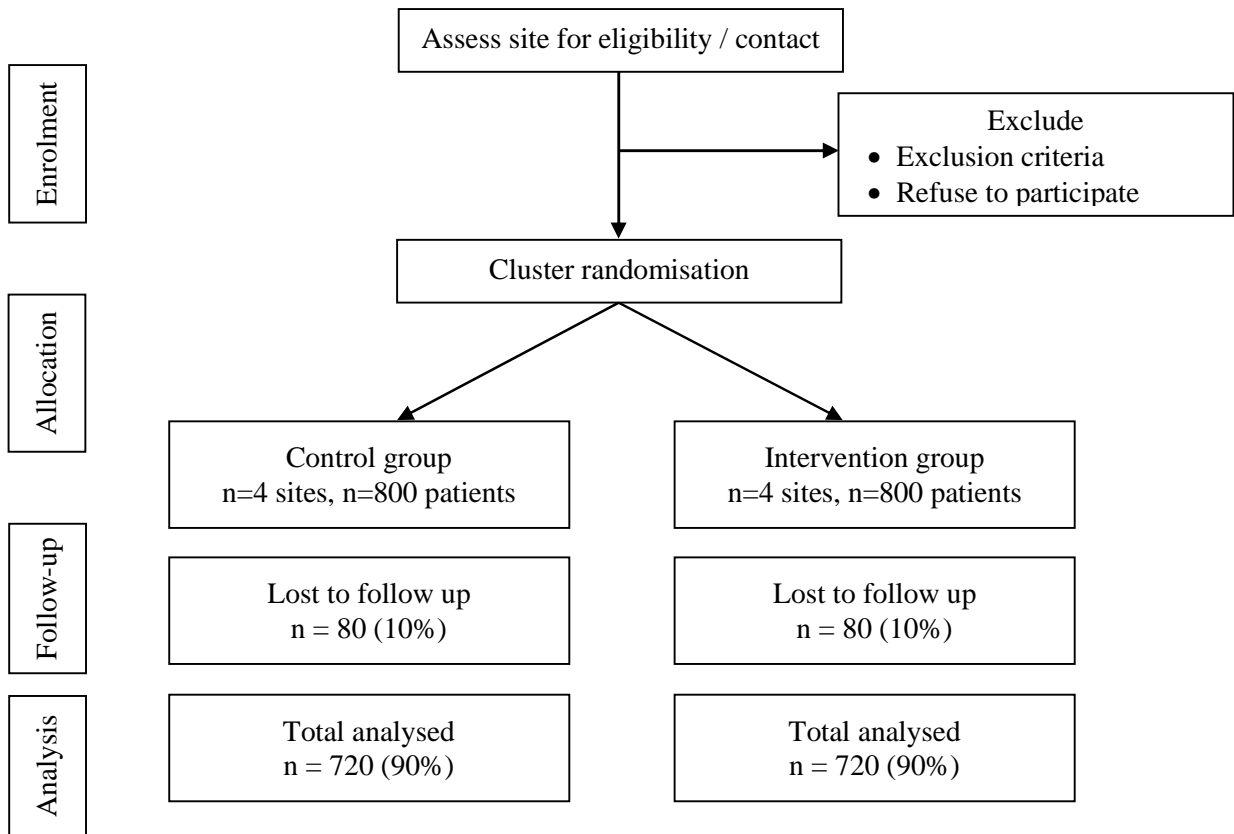 Assess site for eligibility / contact
Enrolment
Exclude
• Exclusion criteria
• Refuse to participate
Cluster randomisation
Allocation
Control group
n=4 sites, n=800 patients
Intervention group
n=4 sites, n=800 patients
Follow-up
Lost to follow up
n = 80 (10%)
Lost to follow up
n = 80 (10%)
Analysis
Total analysed
n = 720 (90%)
Total analysed
n = 720 (90%)